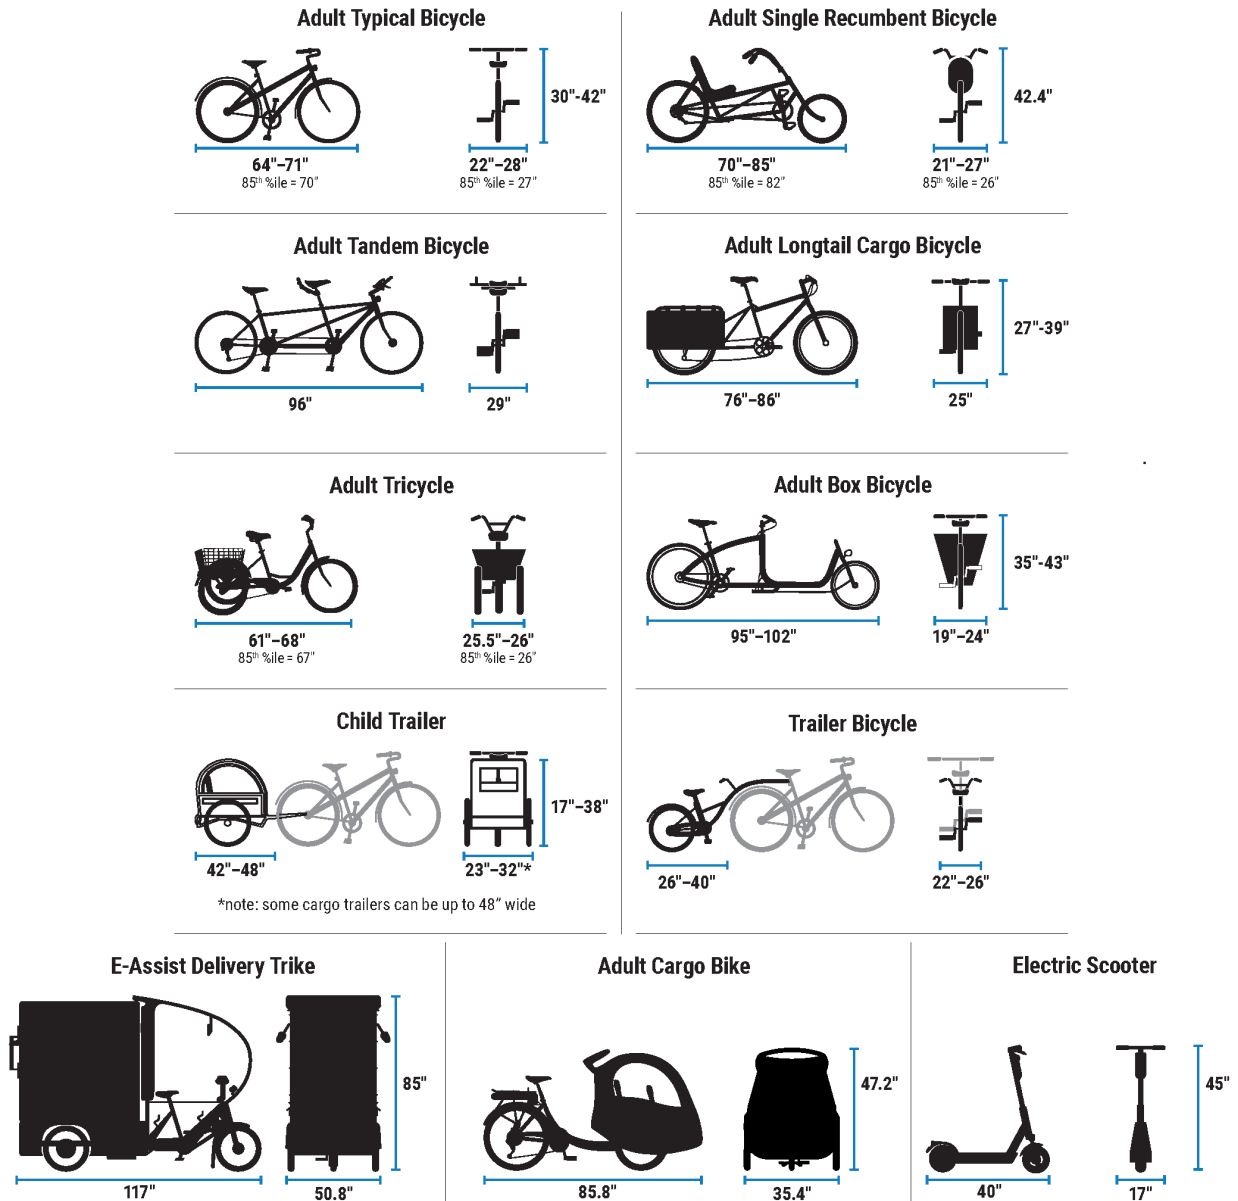 Adult Typical Bicycle
30"-42"
64"–71"
85th %ile = 70"
22"–28"
85th %ile = 27"
Adult Single Recumbent Bicycle
42.4"
70"–85"
85th %ile = 82"
21"–27"
85th %ile = 26"
Adult Tandem Bicycle
96"
29"
Adult Longtail Cargo Bicycle
27"-39"
76"–86"
25"
Adult Tricycle
61"–68"
85th %ile = 67"
25.5"–26"
85th %ile = 26"
Adult Box Bicycle
35"-43"
95"–102"
19"–24"
Child Trailer
17"–38"
42"–48"
23"–32"*
*note: some cargo trailers can be up to 48" wide
Trailer Bicycle
26"–40"
22"–26"
E-Assist Delivery Trike
85"
117"
50.8"
Adult Cargo Bike
47.2"
85.8"
35.4"
Electric Scooter
45"
40"
17"